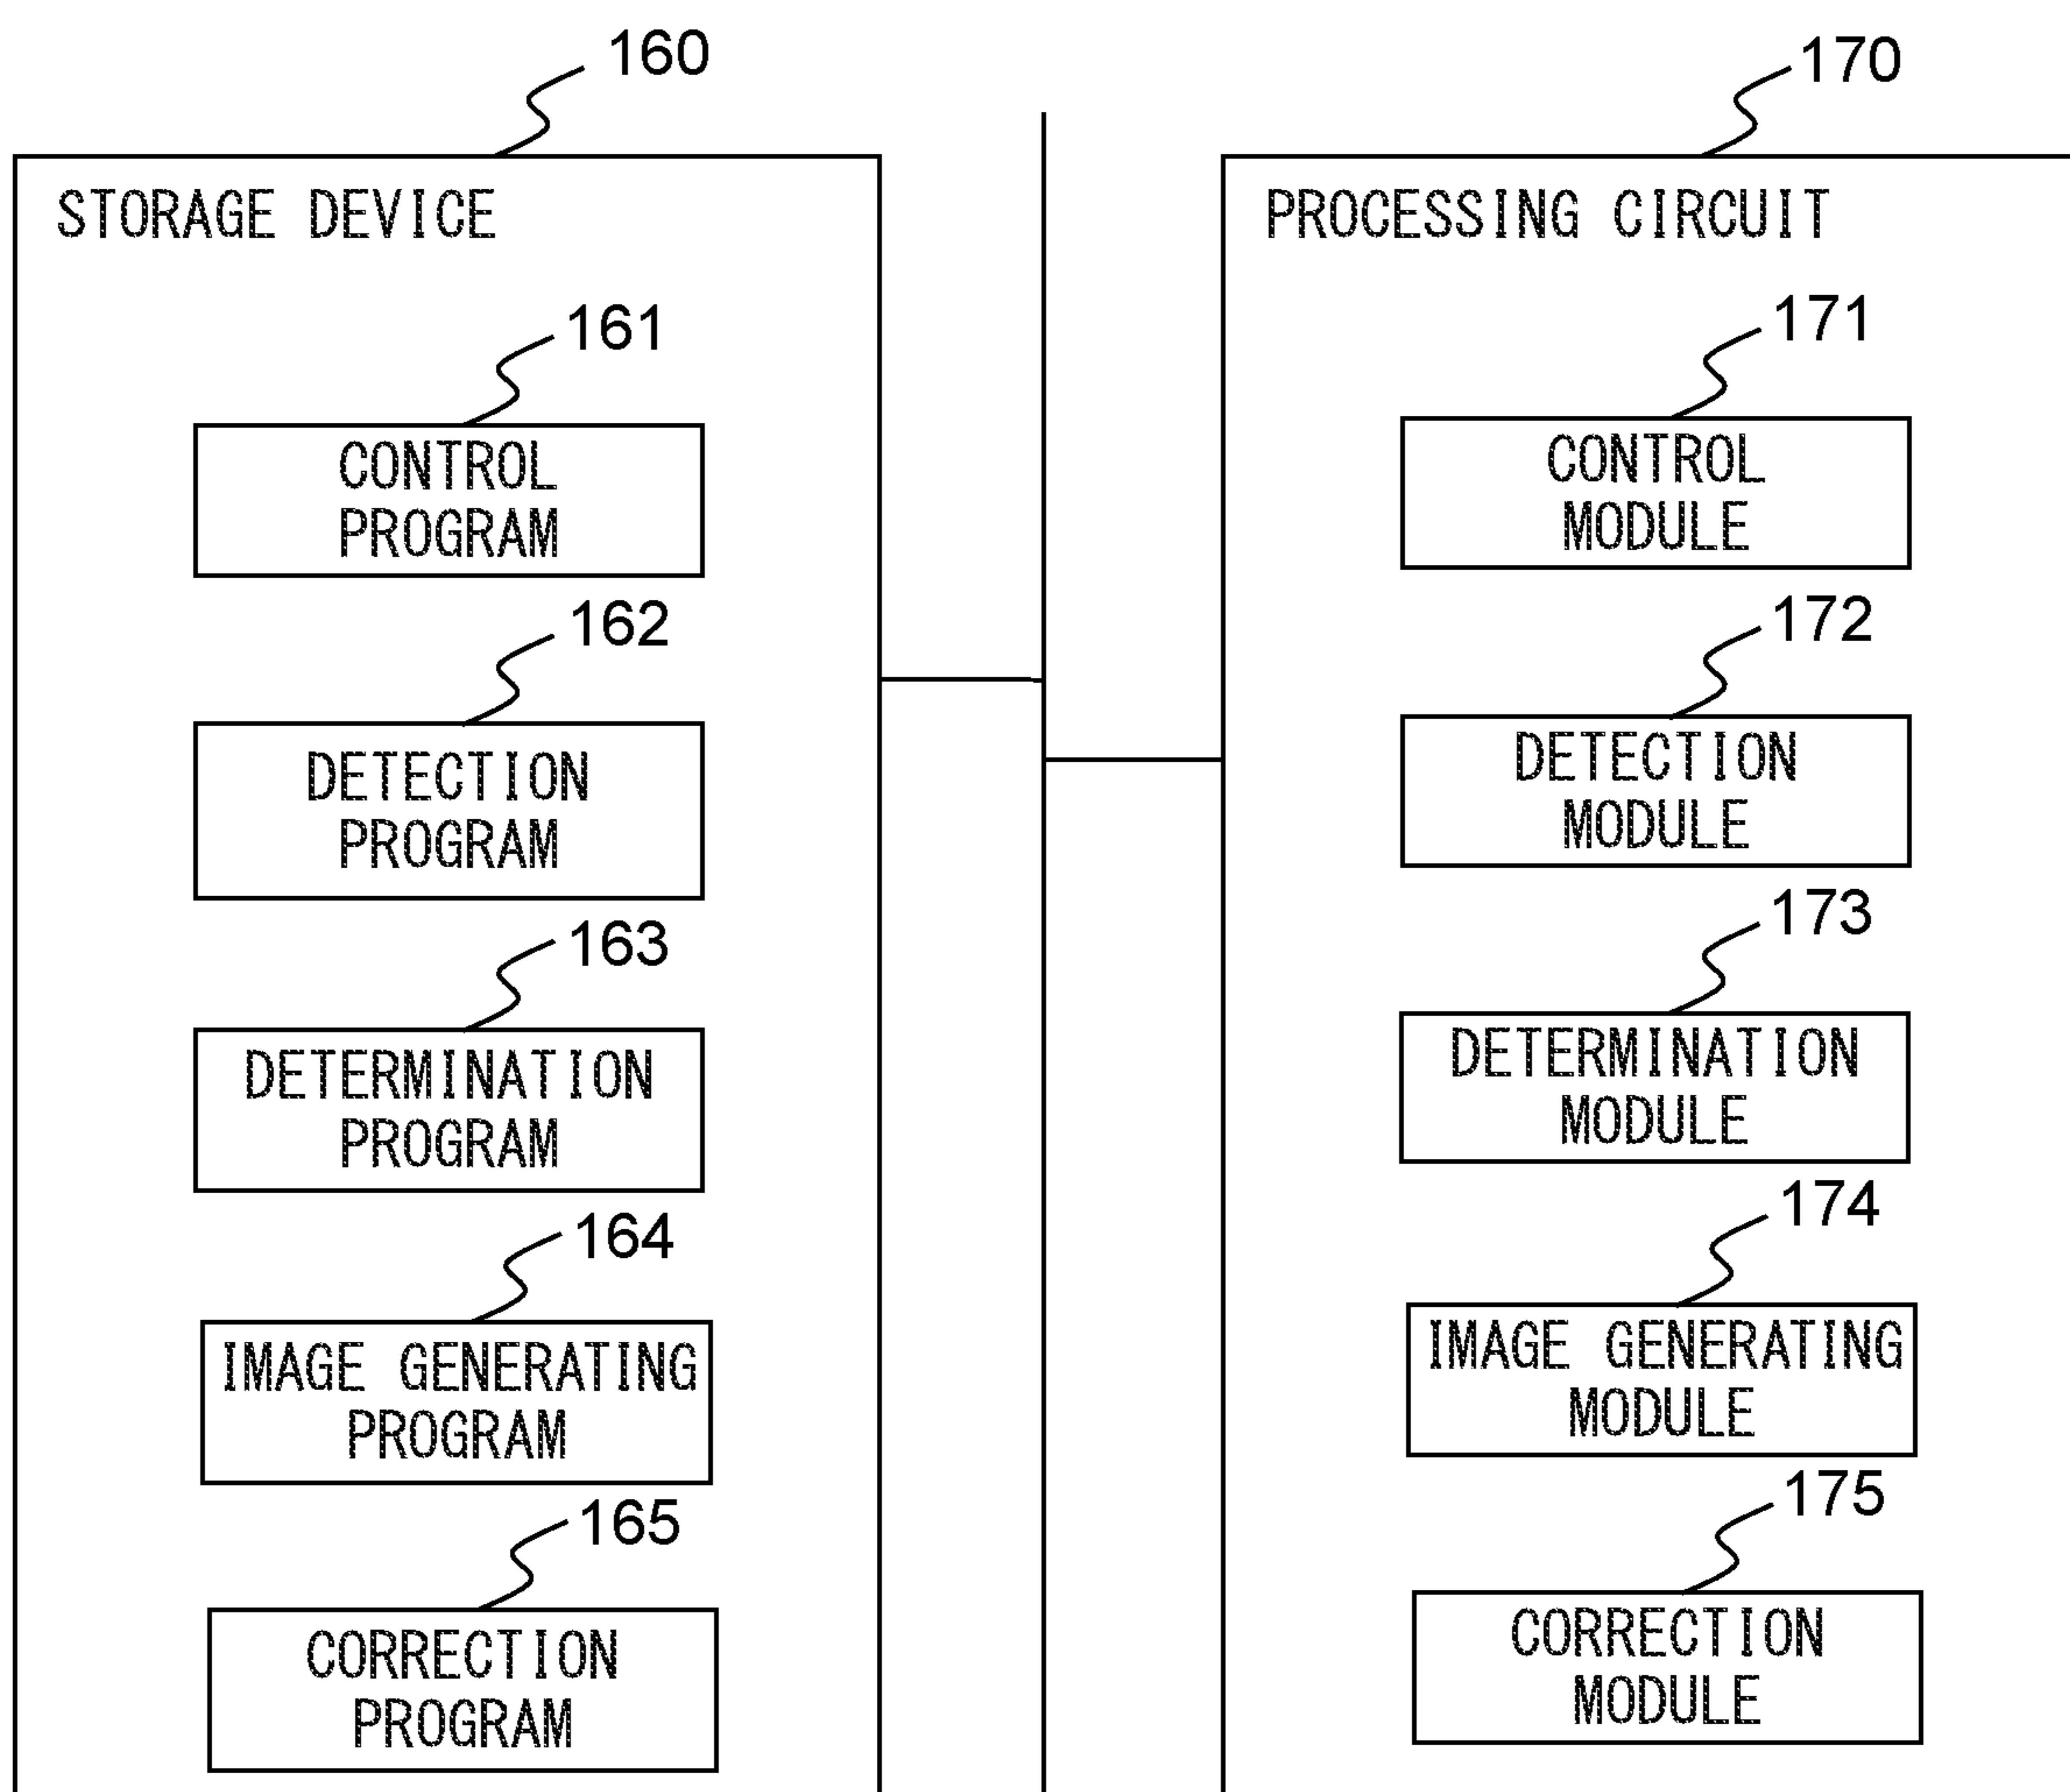 160
STORAGE DEVICE
161
CONTROL
PROGRAM
162
DETECTION
PROGRAM
163
DETERMINATION
PROGRAM
164
IMAGE GENERATING
PROGRAM
165
CORRECTION
PROGRAM
170
PROCESSING CIRCUIT
171
CONTROL
MODULE
172
DETECTION
MODULE
173
DETERMINATION
MODULE
174
IMAGE GENERATING
MODULE
175
CORRECTION
MODULE